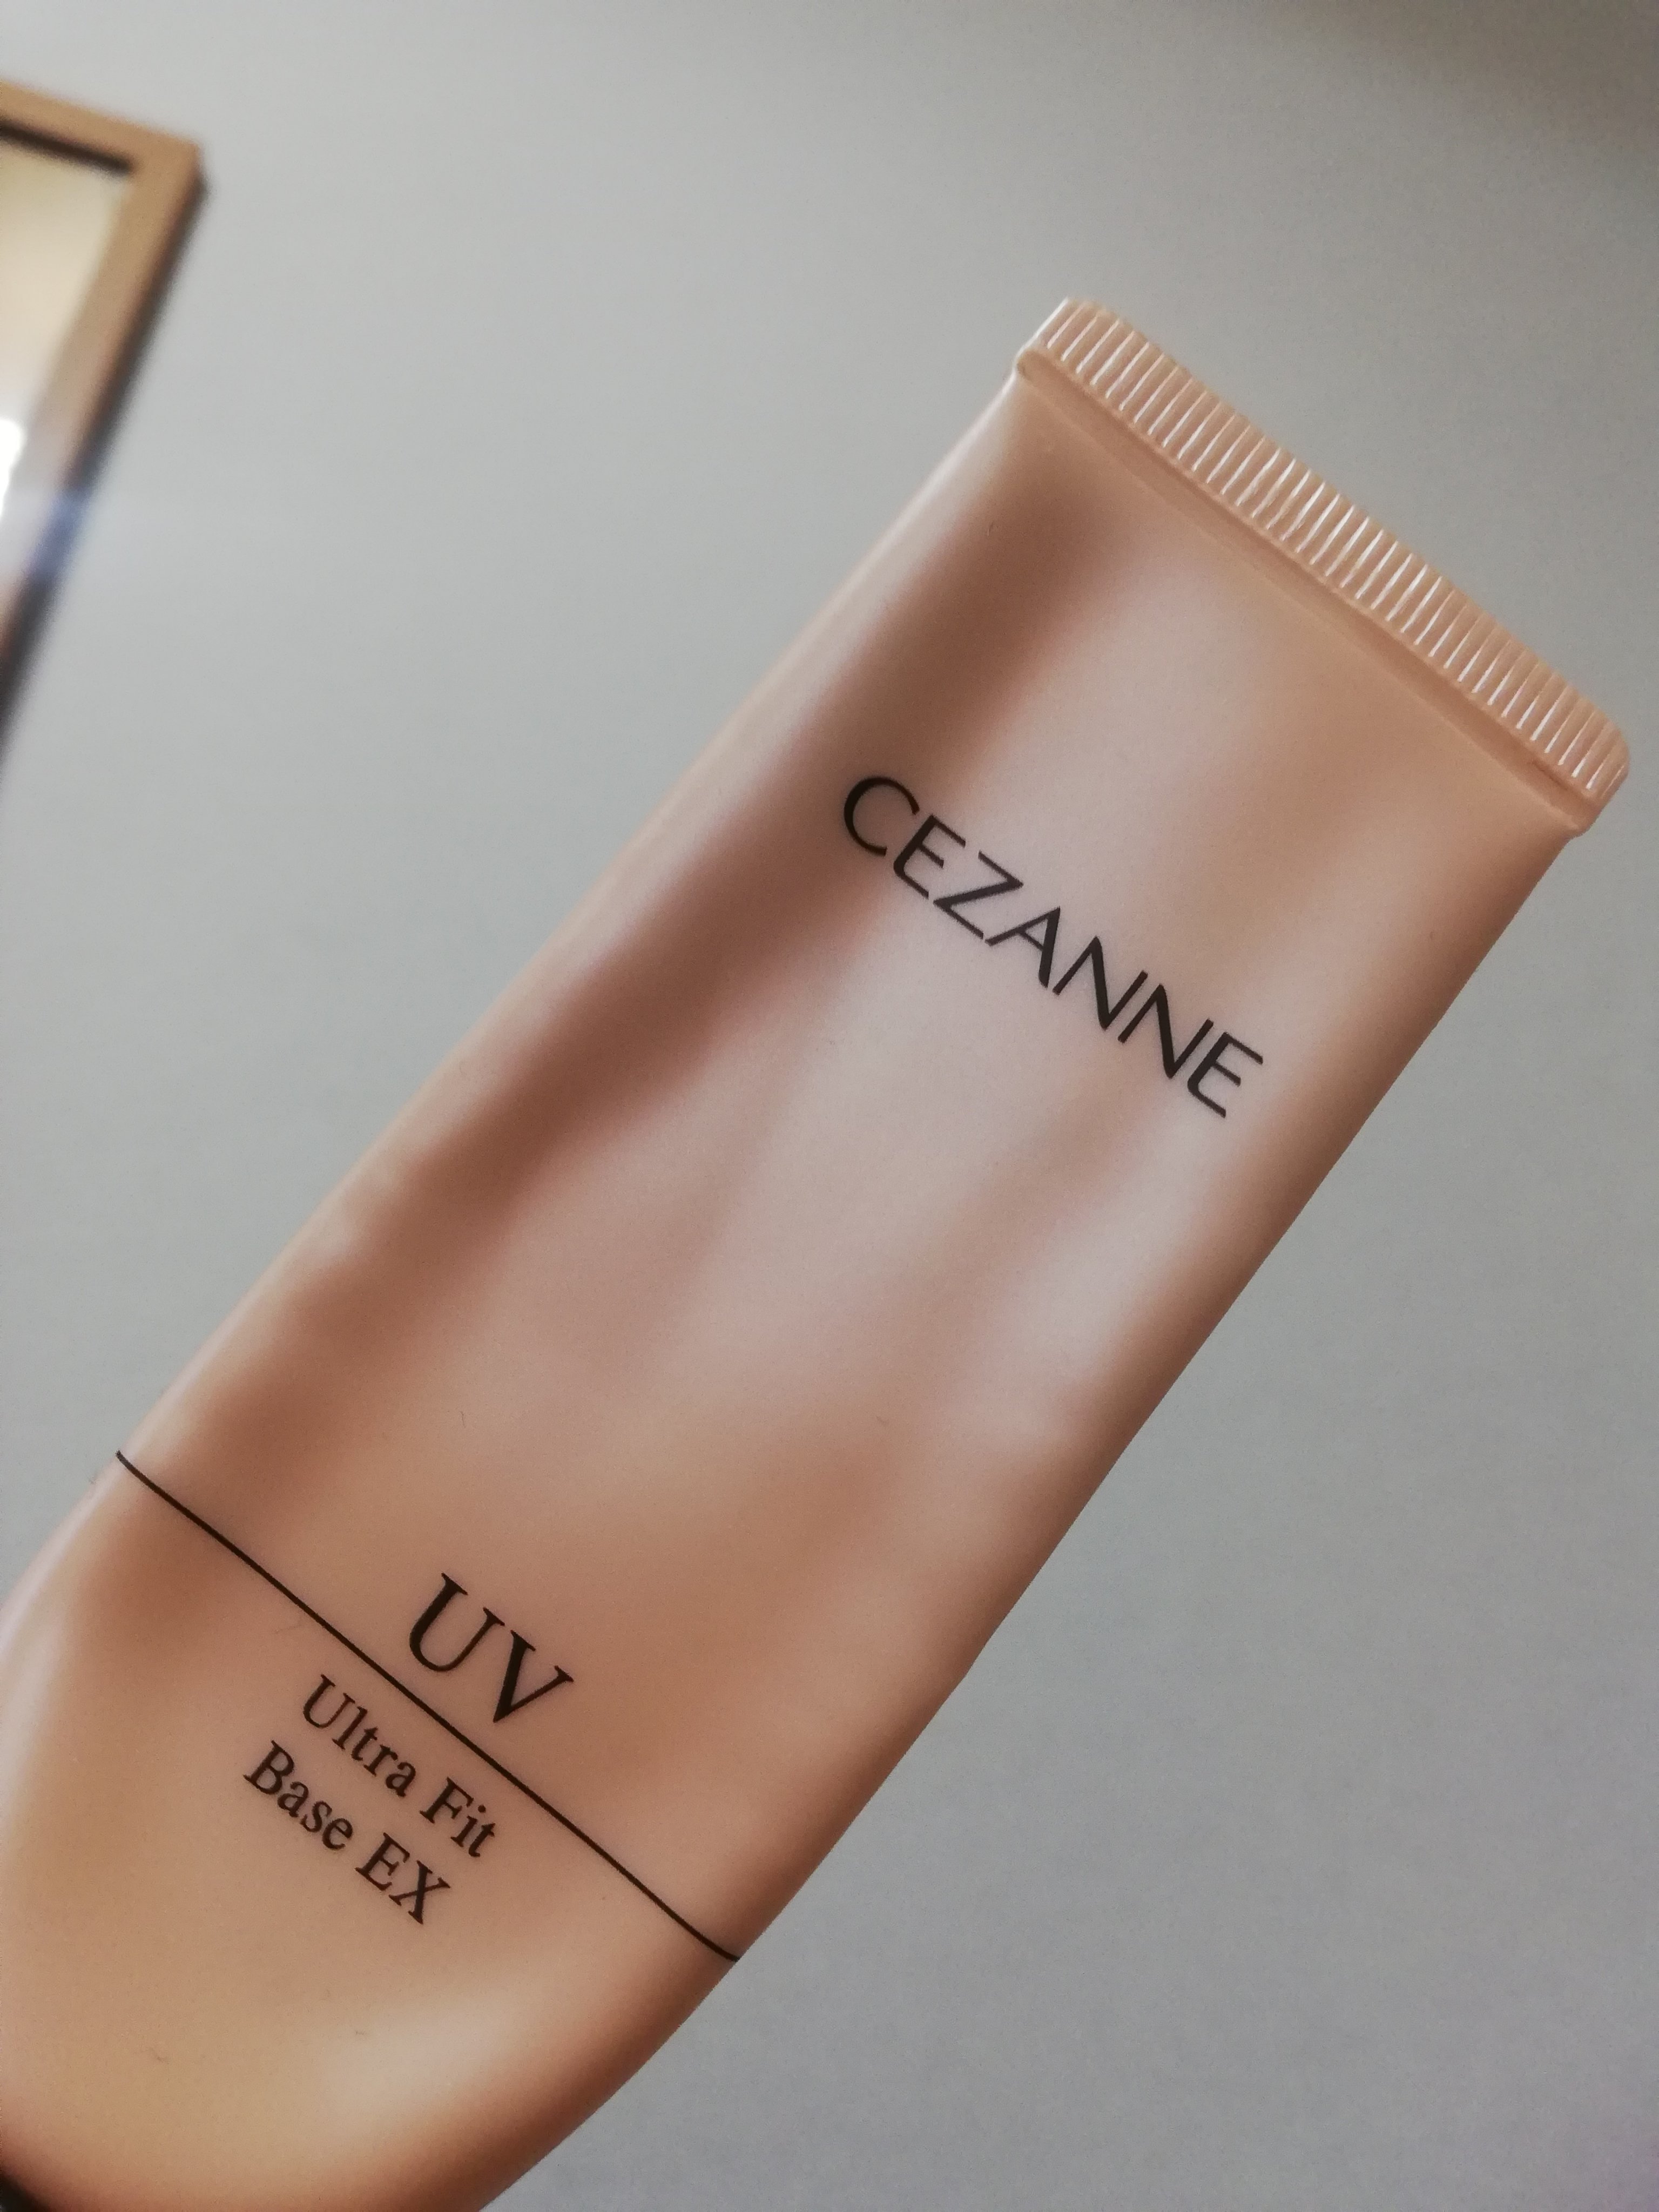 CEZANNE
UV
Ultra Fit
Base EX